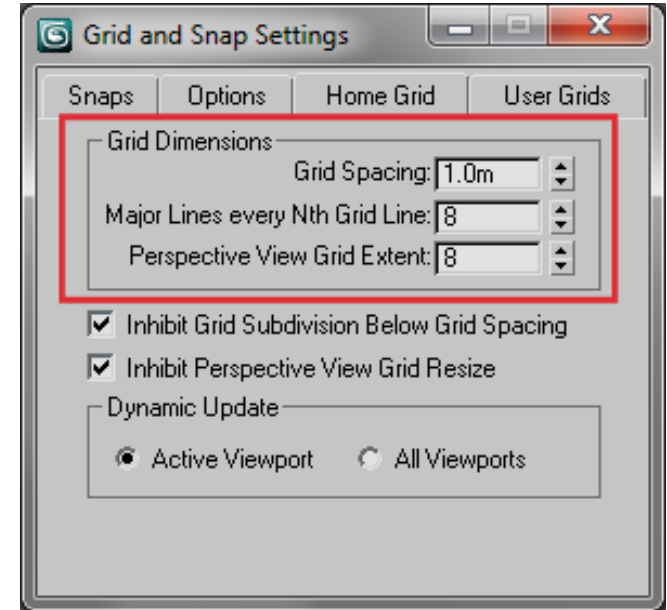 Grid and Snap Settings
Snaps Options Home Grid User Grids
Grid Dimensions
Grid Spacing: 1.0m
Major Lines every Nth Grid Line: 8
Perspective View Grid Extent: 8
Inhibit Grid Subdivision Below Grid Spacing
Inhibit Perspective View Grid Resize
Dynamic Update
Active Viewport All Viewports